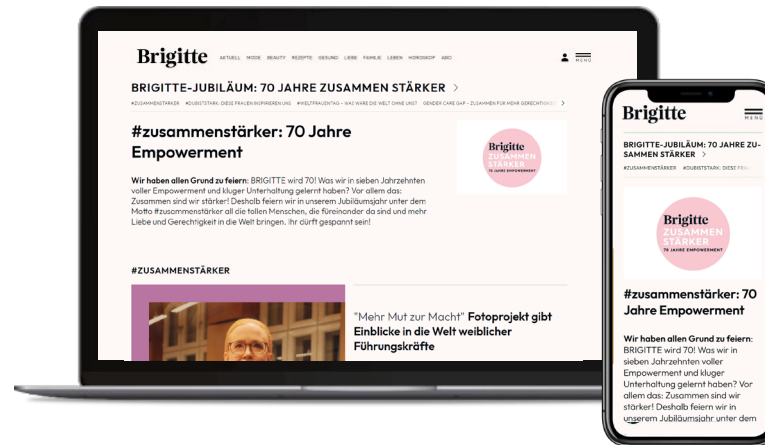 Brigitte AKTUELL MODE BEAUTY REZEPTE GESUND LIEBE FAMILIE LEBEN HOROSKOP ABO MENÜ
BRIGITTE-JUBILÄUM: 70 JAHRE ZUSAMMEN STÄRKER >
#ZUSAMMENSTÄRKER #DUBISTSTARK: DIESE FRAUEN INSPIRIEREN UNS #WELTFRAUENTAG – WAS WÄRE DIE WELT OHNE UNS? GENDER CARE GAP – ZUSAMMEN FÜR MEHR GERECHTIGKEIT >
#zusammenstärker: 70 Jahre
Empowerment
Wir haben allen Grund zu feiern: BRIGITTE wird 70! Was wir in sieben Jahrzehnten
voller Empowerment und kluger Unterhaltung gelernt haben? Vor allem das:
Zusammen sind wir stärker! Deshalb feiern wir in unserem Jubiläumsjahr unter dem
Motto #zusammenstärker all die tollen Menschen, die füreinander da sind und mehr
Liebe und Gerechtigkeit in die Welt bringen. Ihr dürft gespannt sein!
Brigitte
ZUSAMMEN
STÄRKER
70 JAHRE EMPOWERMENT
#ZUSAMMENSTÄRKER
"Mehr Mut zur Macht" Fotoprojekt gibt
Einblicke in die Welt weiblicher
Führungskräfte
Brigitte MENÜ
BRIGITTE-JUBILÄUM: 70 JAHRE ZU-
SAMMEN STÄRKER >
#ZUSAMMENSTÄRKER #DUBISTSTARK: DIESE
Brigitte
ZUSAMMEN
STÄRKER
70 JAHRE EMPOWERMENT
#zusammenstärker: 70
Jahre Empowerment
Wir haben allen Grund zu feiern:
BRIGITTE wird 70! Was wir in
sieben Jahrzehnten voller
Empowerment und kluger
Unterhaltung gelernt haben? Vor
allem das: Zusammen sind wir
stärker! Deshalb feiern wir in
unserem Jubiläumsjahr unter dem